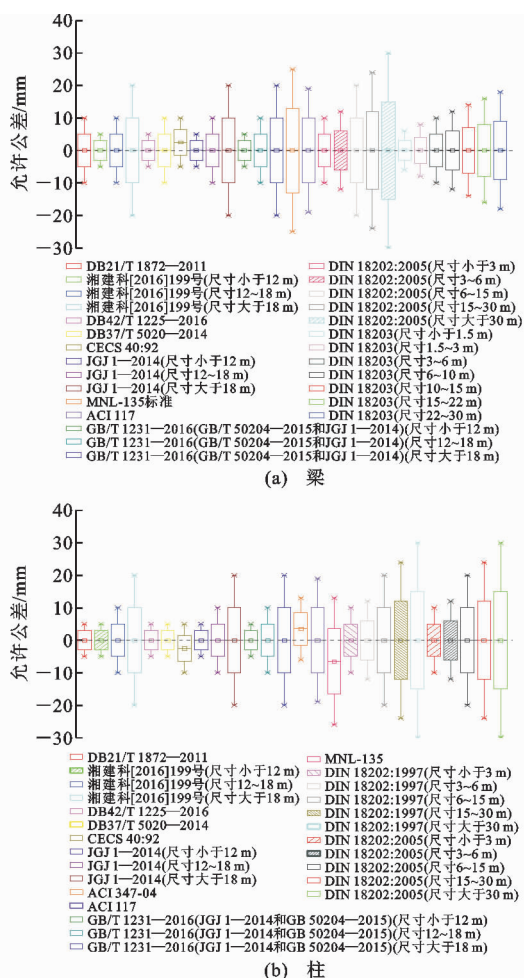 允许公差/mm
40
30
20
10
0
−10
−20
−30
DB21/T 1872—2011
湘建科[2016]199号(尺寸小于12 m)
湘建科[2016]199号(尺寸12~18 m)
湘建科[2016]199号(尺寸大于18 m)
DB42/T 1225—2016
DB37/T 5020—2014
CECS 40:92
JGJ 1—2014(尺寸小于12 m)
JGJ 1—2014(尺寸12~18 m)
JGJ 1—2014(尺寸大于18 m)
MNL-135标准
ACI 117
DIN 18202:2005(尺寸小于3 m)
DIN 18202:2005(尺寸3~6 m)
DIN 18202:2005(尺寸6~15 m)
DIN 18202:2005(尺寸15~30 m)
DIN 18202:2005(尺寸大于30 m)
DIN 18203(尺寸小于1.5 m)
DIN 18203(尺寸1.5~3 m)
DIN 18203(尺寸3~6 m)
DIN 18203(尺寸6~10 m)
DIN 18203(尺寸10~15 m)
DIN 18203(尺寸15~22 m)
DIN 18203(尺寸22~30 m)
GB/T 1231—2016(GB/T 50204—2015和JGJ 1—2014)(尺寸小于12 m)
GB/T 1231—2016(GB/T 50204—2015和JGJ 1—2014)(尺寸12~18 m)
GB/T 1231—2016(GB/T 50204—2015和JGJ 1—2014)(尺寸大于18 m)
(a) 梁
允许公差/mm
40
30
20
10
0
−10
−20
−30
DB21/T 1872—2011
湘建科[2016]199号(尺寸小于12 m)
湘建科[2016]199号(尺寸12~18 m)
湘建科[2016]199号(尺寸大于18 m)
DB42/T 1225—2016
DB37/T 5020—2014
CECS 40:92
JGJ 1—2014(尺寸小于12 m)
JGJ 1—2014(尺寸12~18 m)
JGJ 1—2014(尺寸大于18 m)
ACI 347-04
ACI 117
MNL-135
DIN 18202:1997(尺寸小于3 m)
DIN 18202:1997(尺寸3~6 m)
DIN 18202:1997(尺寸6~15 m)
DIN 18202:1997(尺寸15~30 m)
DIN 18202:1997(尺寸大于30 m)
DIN 18202:2005(尺寸小于3 m)
DIN 18202:2005(尺寸3~6 m)
DIN 18202:2005(尺寸6~15 m)
DIN 18202:2005(尺寸15~30 m)
DIN 18202:2005(尺寸大于30 m)
GB/T 1231—2016(JGJ 1—2014和GB 50204—2015)(尺寸小于12 m)
GB/T 1231—2016(JGJ 1—2014和GB 50204—2015)(尺寸12~18 m)
GB/T 1231—2016(JGJ 1—2014和GB 50204—2015)(尺寸大于18 m)
(b) 柱